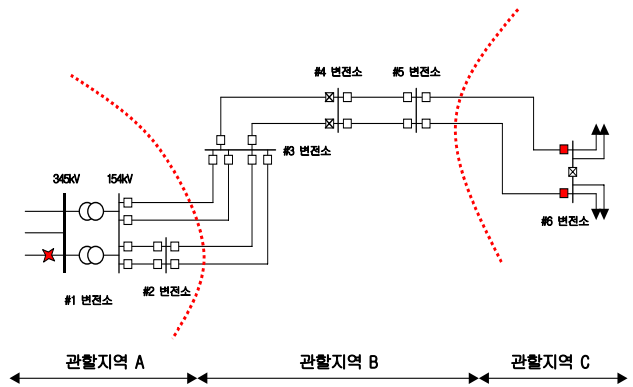 #4 변전소
#5 변전소
#3 변전소
345kV
154kV
#6 변전소
#2 변전소
#1 변전소
관할지역 A
관할지역 B
관할지역 C